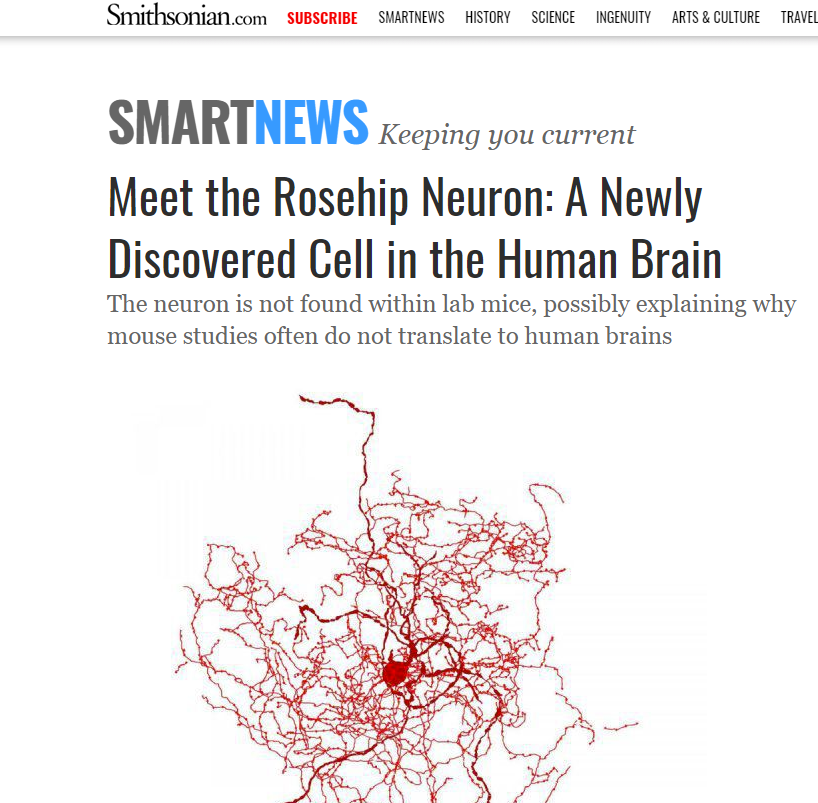 Smithsonian.com SUBSCRIBE SMARTNEWS HISTORY SCIENCE INGENUITY ARTS & CULTURE TRAVEL
SMARTNEWS Keeping you current
Meet the Rosehip Neuron: A Newly
Discovered Cell in the Human Brain
The neuron is not found within lab mice, possibly explaining why
mouse studies often do not translate to human brains